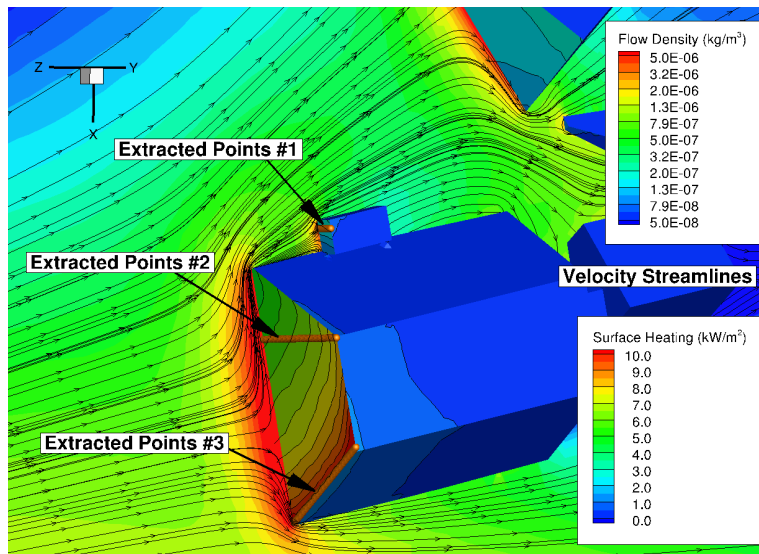 Z Y
X
Flow Density (kg/m³)
5.0E-06
3.2E-06
2.0E-06
1.3E-06
7.9E-07
5.0E-07
3.2E-07
2.0E-07
1.3E-07
7.9E-08
5.0E-08
Extracted Points #1
Extracted Points #2
Velocity Streamlines
Surface Heating (kW/m²)
10.0
9.0
8.0
7.0
6.0
5.0
4.0
3.0
2.0
1.0
0.0
Extracted Points #3